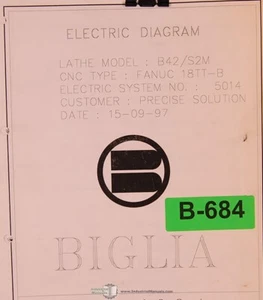 ELECTRIC DIAGRAM
LATHE MODEL : B42/S2M
CNC TYPE : FANUC 18TT-B
ELECTRIC SYSTEM NO. : 5014
CUSTOMER : PRECISE SOLUTION
DATE : 15-09-97
B-684
BIGLIA